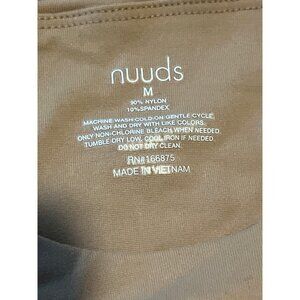 nuuds
M
90% NYLON
10% SPANDEX
MACHINE WASH COLD ON GENTLE CYCLE.
WASH AND DRY WITH LIKE COLORS.
ONLY NON-CHLORINE BLEACH WHEN NEEDED.
TUMBLE DRY LOW. COOL IRON IF NEEDED.
DO NOT DRY CLEAN.
RN#166875
MADE IN VIETNAM